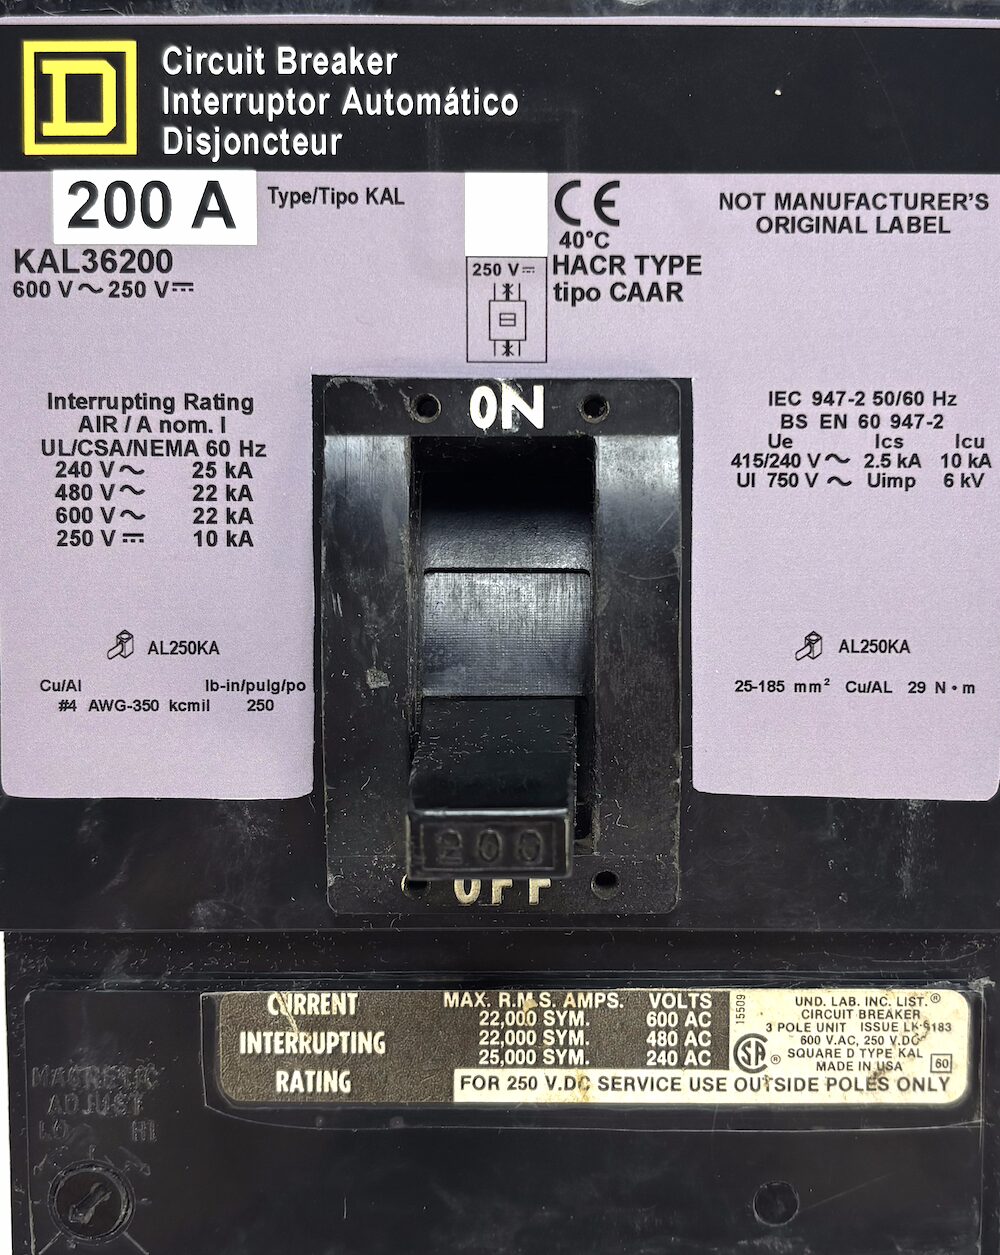 D
Circuit Breaker
Interruptor Automático
Disjoncteur
200 A
Type/Tipo KAL
KAL36200
600 V～250 V⎓
250 V⎓
CE
40°C
HACR TYPE
tipo CAAR
NOT MANUFACTURER'S
ORIGINAL LABEL
Interrupting Rating
AIR / A nom. I
UL/CSA/NEMA 60 Hz
240 V～ 25 kA
480 V～ 22 kA
600 V～ 22 kA
250 V⎓ 10 kA
AL250KA
Cu/Al lb-in/pulg/po
#4 AWG-350 kcmil 250
ON
200
OFF
IEC 947-2 50/60 Hz
BS EN 60 947-2
Ue Ics Icu
415/240 V～ 2.5 kA 10 kA
UI 750 V～ Uimp 6 kV
AL250KA
25-185 mm² Cu/AL 29 N•m
CURRENT
INTERRUPTING
RATING
MAX. R.M.S. AMPS. VOLTS
22,000 SYM. 600 AC
22,000 SYM. 480 AC
25,000 SYM. 240 AC
15509
SA®
UND. LAB. INC. LIST.®
CIRCUIT BREAKER
3 POLE UNIT ISSUE LK-6183
600 V.AC, 250 V.DC
SQUARE D TYPE KAL
MADE IN USA
60
FOR 250 V.DC SERVICE USE OUTSIDE POLES ONLY
MAGNETIC
ADJUST
LO HI